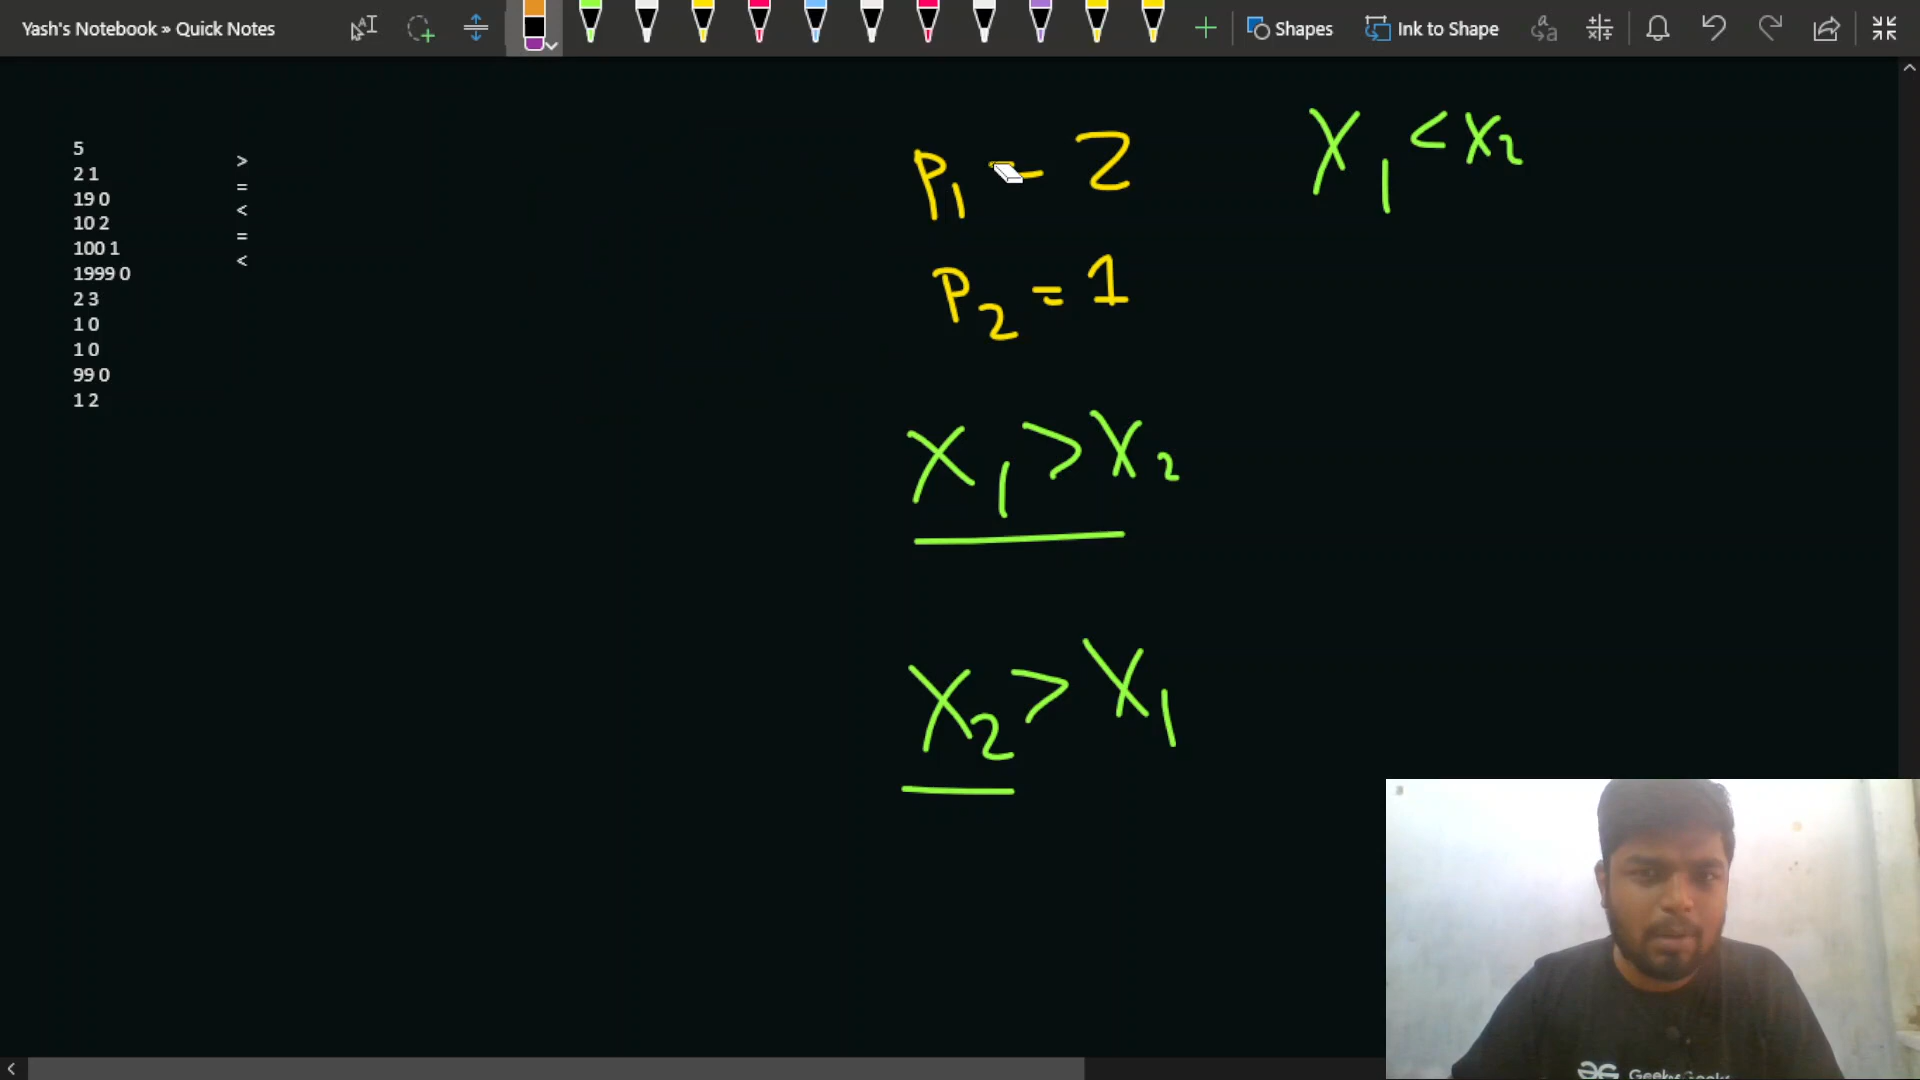 Yash's Notebook » Quick Notes
Shapes
Ink to Shape
5
2 1
19 0
10 2
100 1
1999 0
2 3
1 0
1 0
99 0
1 2
>
=
<
=
<
P1 - 2
P2 = 1
X1 > X2
X2 > X1
X1 < X2